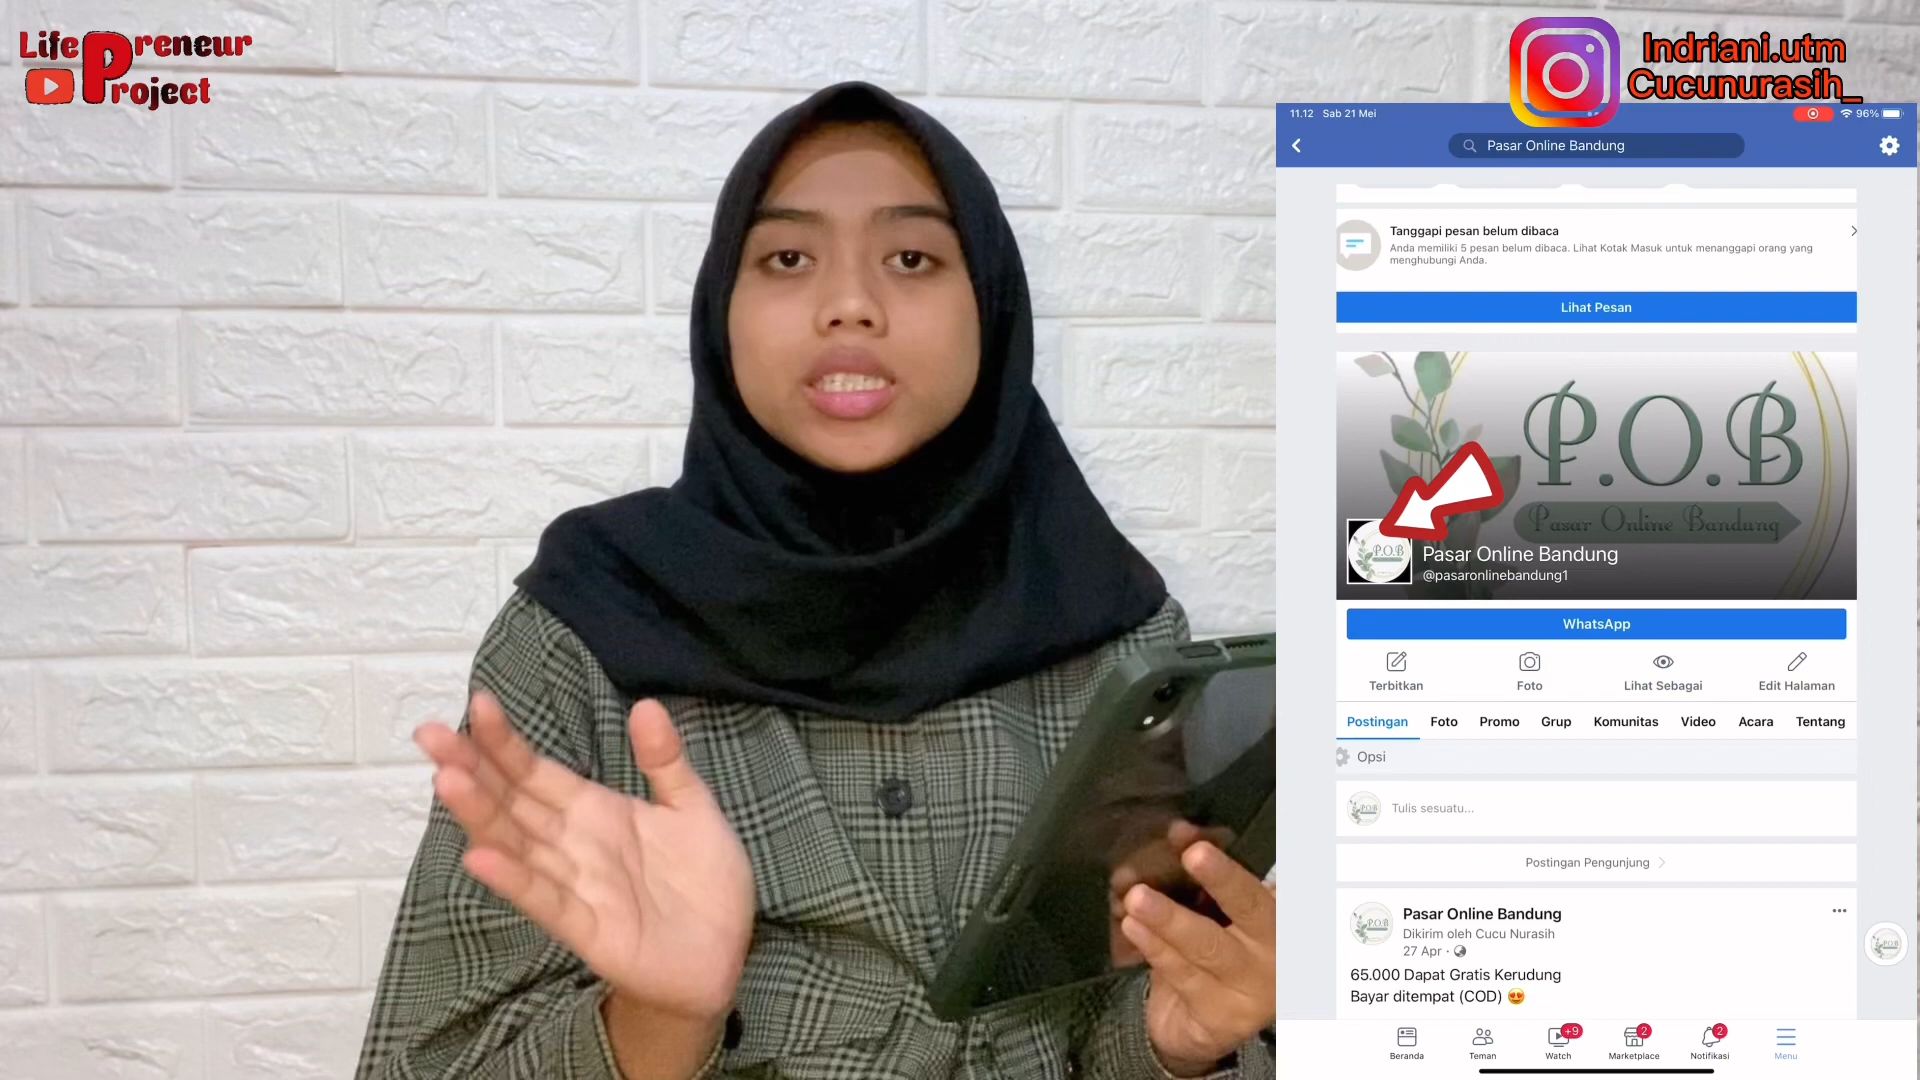 Life Preneur
Project
Indriani.utm
Cucunurasih_
11.12 Sab 21 Mei
96%
Pasar Online Bandung
Tanggapi pesan belum dibaca
Anda memiliki 5 pesan belum dibaca. Lihat Kotak Masuk untuk menanggapi orang yang
menghubungi Anda.
Lihat Pesan
P.O.B
Pasar Online Bandung
P.O.B
Pasar Online Bandung
@pasaronlinebandung1
WhatsApp
Terbitkan Foto Lihat Sebagai Edit Halaman
Postingan Foto Promo Grup Komunitas Video Acara Tentang
Opsi
P.O.B
Tulis sesuatu...
Postingan Pengunjung
P.O.B
Pasar Online Bandung
Dikirim oleh Cucu Nurasih
27 Apr ·
P.O.B
65.000 Dapat Gratis Kerudung
Bayar ditempat (COD) 😍
+9 2 2
Beranda Teman Watch Marketplace Notifikasi Menu